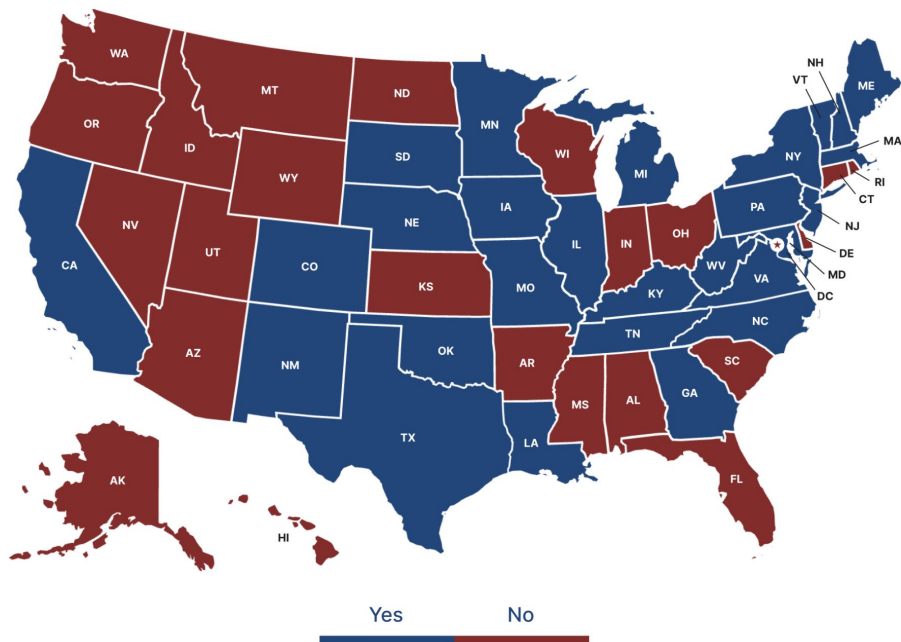 WA
MT
ND
MN
OR
ID
WY
SD
WI
MI
NH
VT
ME
MA
NY
RI
CT
NV
UT
CO
NE
IA
IL
IN
OH
PA
NJ
DE
MD
DC
CA
KS
MO
KY
WV
VA
AZ
NM
OK
AR
TN
NC
SC
TX
LA
MS
AL
GA
FL
AK
HI
Yes
No